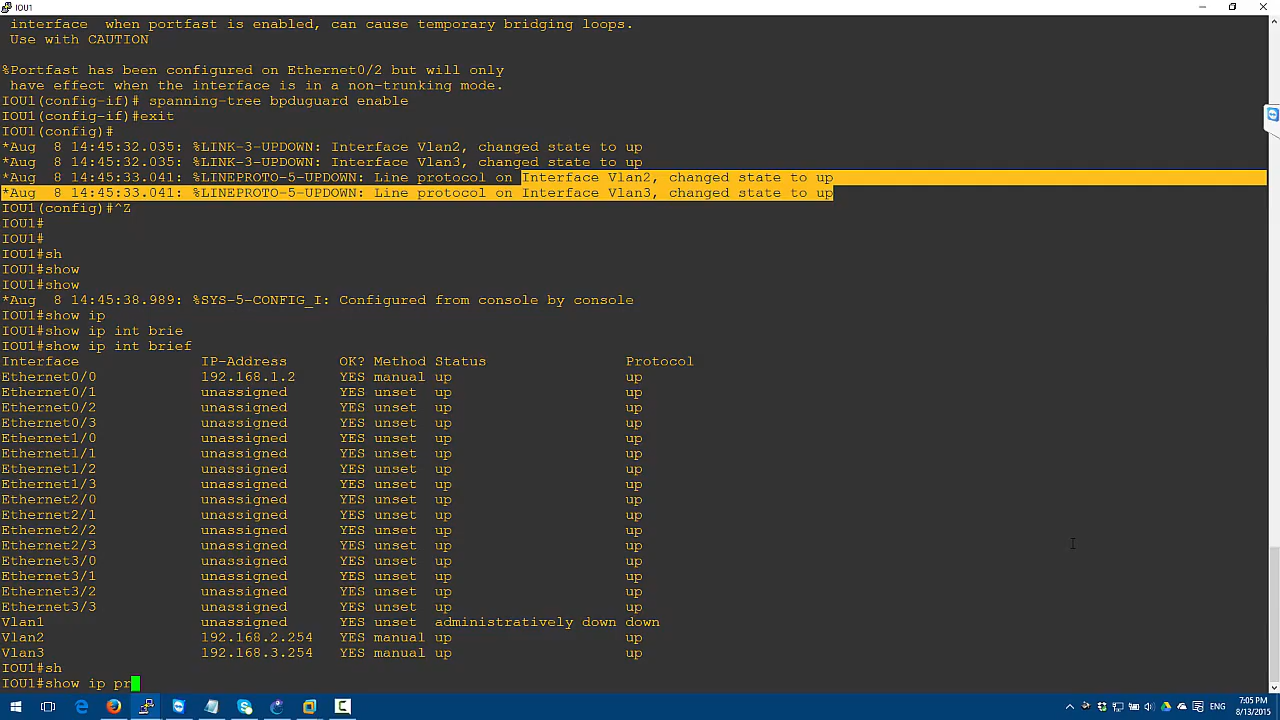 IOU1
interface  when portfast is enabled, can cause temporary bridging loops.
Use with CAUTION
%Portfast has been configured on Ethernet0/2 but will only
have effect when the interface is in a non-trunking mode.
IOU1(config-if)# spanning-tree bpduguard enable
IOU1(config-if)#exit
IOU1(config)#
*Aug  8 14:45:32.035: %LINK-3-UPDOWN: Interface Vlan2, changed state to up
*Aug  8 14:45:32.035: %LINK-3-UPDOWN: Interface Vlan3, changed state to up
*Aug  8 14:45:33.041: %LINEPROTO-5-UPDOWN: Line protocol on Interface Vlan2, changed state to up
*Aug  8 14:45:33.041: %LINEPROTO-5-UPDOWN: Line protocol on Interface Vlan3, changed state to up
IOU1(config)#^Z
IOU1#
IOU1#
IOU1#sh
IOU1#show
IOU1#show
*Aug  8 14:45:38.989: %SYS-5-CONFIG_I: Configured from console by console
IOU1#show ip
IOU1#show ip int brie
IOU1#show ip int brief
Interface              IP-Address      OK? Method Status                Protocol
Ethernet0/0            192.168.1.2     YES manual up                    up
Ethernet0/1            unassigned      YES unset  up                    up
Ethernet0/2            unassigned      YES unset  up                    up
Ethernet0/3            unassigned      YES unset  up                    up
Ethernet1/0            unassigned      YES unset  up                    up
Ethernet1/1            unassigned      YES unset  up                    up
Ethernet1/2            unassigned      YES unset  up                    up
Ethernet1/3            unassigned      YES unset  up                    up
Ethernet2/0            unassigned      YES unset  up                    up
Ethernet2/1            unassigned      YES unset  up                    up
Ethernet2/2            unassigned      YES unset  up                    up
Ethernet2/3            unassigned      YES unset  up                    up
Ethernet3/0            unassigned      YES unset  up                    up
Ethernet3/1            unassigned      YES unset  up                    up
Ethernet3/2            unassigned      YES unset  up                    up
Ethernet3/3            unassigned      YES unset  up                    up
Vlan1                  unassigned      YES unset  administratively down down
Vlan2                  192.168.2.254   YES manual up                    up
Vlan3                  192.168.3.254   YES manual up                    up
IOU1#sh
IOU1#show ip pr
ENG
7:05 PM
8/13/2015